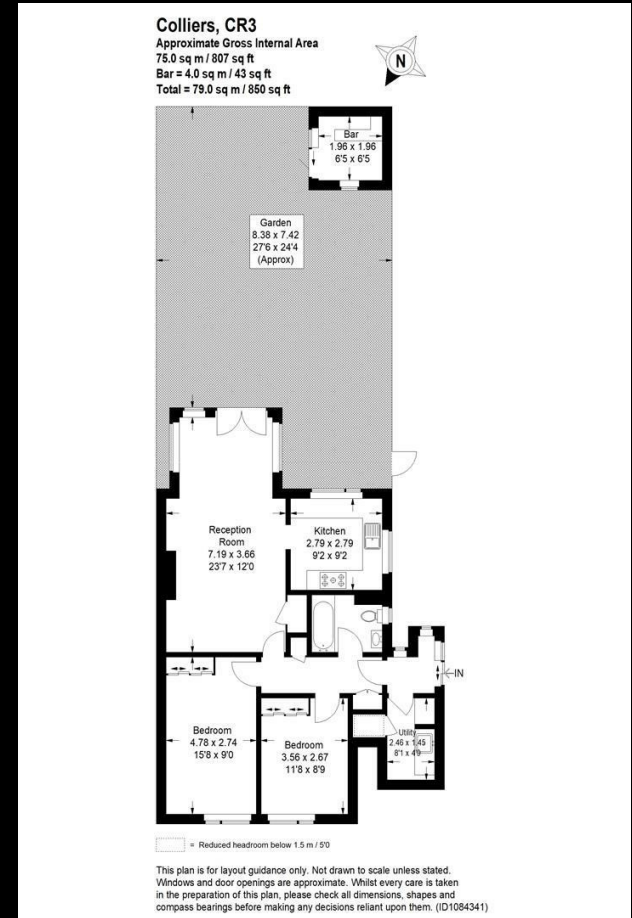 Colliers, CR3
Approximate Gross Internal Area
75.0 sq m / 807 sq ft
Bar = 4.0 sq m / 43 sq ft
Total = 79.0 sq m / 850 sq ft
N
Bar
1.96 x 1.96
6'5 x 6'5
Garden
8.38 x 7.42
27'6 x 24'4
(Approx)
Reception
Room
7.19 x 3.66
23'7 x 12'0
Kitchen
2.79 x 2.79
9'2 x 9'2
IN
Bedroom
4.78 x 2.74
15'8 x 9'0
Bedroom
3.56 x 2.67
11'8 x 8'9
Utility
2.46 x 1.45
8'1 x 4'9
= Reduced headroom below 1.5 m / 5'0
This plan is for layout guidance only. Not drawn to scale unless stated.
Windows and door openings are approximate. Whilst every care is taken
in the preparation of this plan, please check all dimensions, shapes and
compass bearings before making any decisions reliant upon them. (ID1084341)